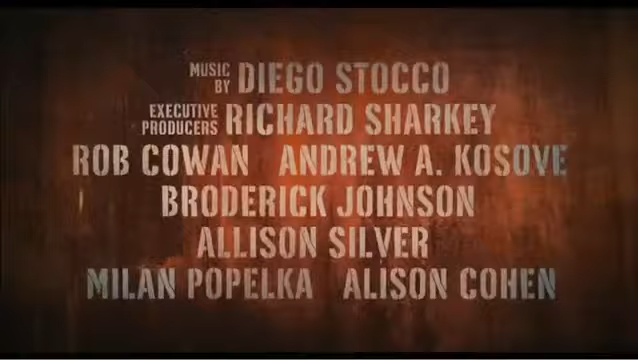 MUSIC BY DIEGO STOCCO
EXECUTIVE PRODUCERS RICHARD SHARKEY
ROB COWAN ANDREW A. KOSOVE
BRODERICK JOHNSON
ALLISON SILVER
MILAN POPELKA ALISON COHEN